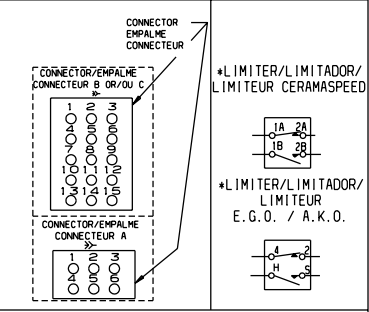 CONNECTOR
EMPALME
CONNECTEUR
CONNECTOR/EMPALME
CONNECTEUR B OR/OU C
1 2 3
4 5 6
7 8 9
10 11 12
13 14 15
CONNECTOR/EMPALME
CONNECTEUR A
1 2 3
4 5 6
*LIMITER/LIMITADOR/
LIMITEUR CERAMASPEED
1A 2A
1B 2B
*LIMITER/LIMITADOR/
LIMITEUR
E.G.O. / A.K.O.
4 2
H S